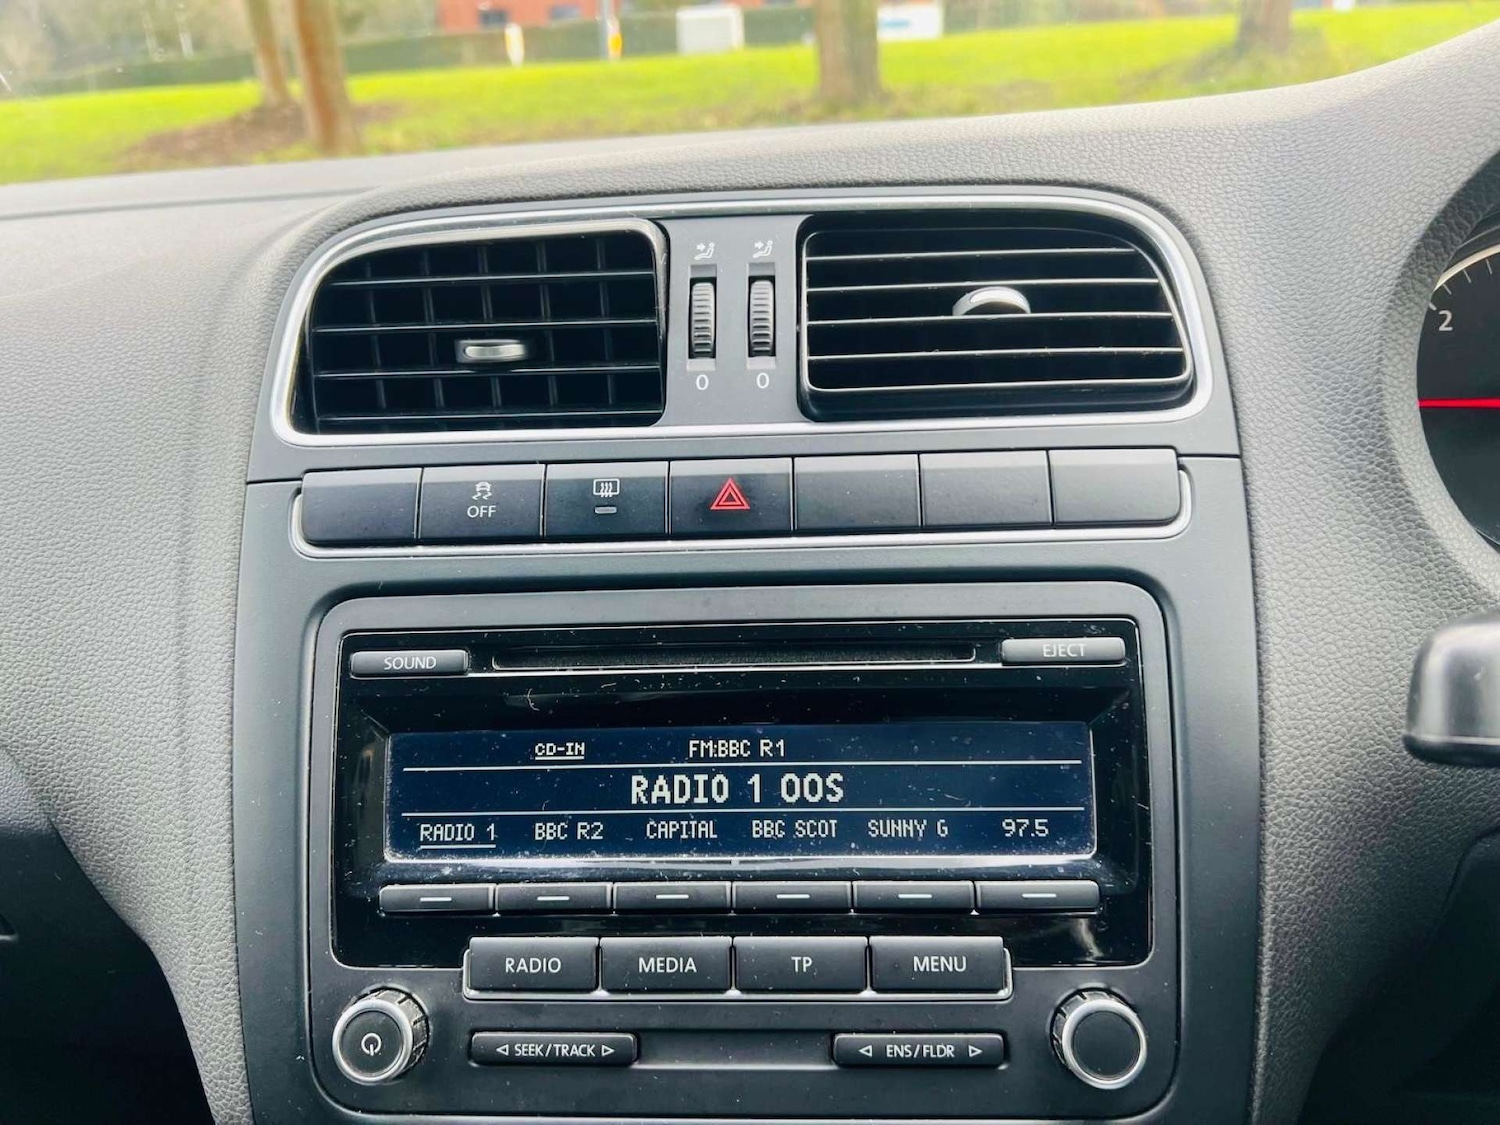 2
0 0
OFF
SOUND EJECT
CD-IN FM:BBC R1
RADIO 1 00S
RADIO 1 BBC R2 CAPITAL BBC SCOT SUNNY G 97.5
RADIO MEDIA TP MENU
SEEK/TRACK ENS/FLDR